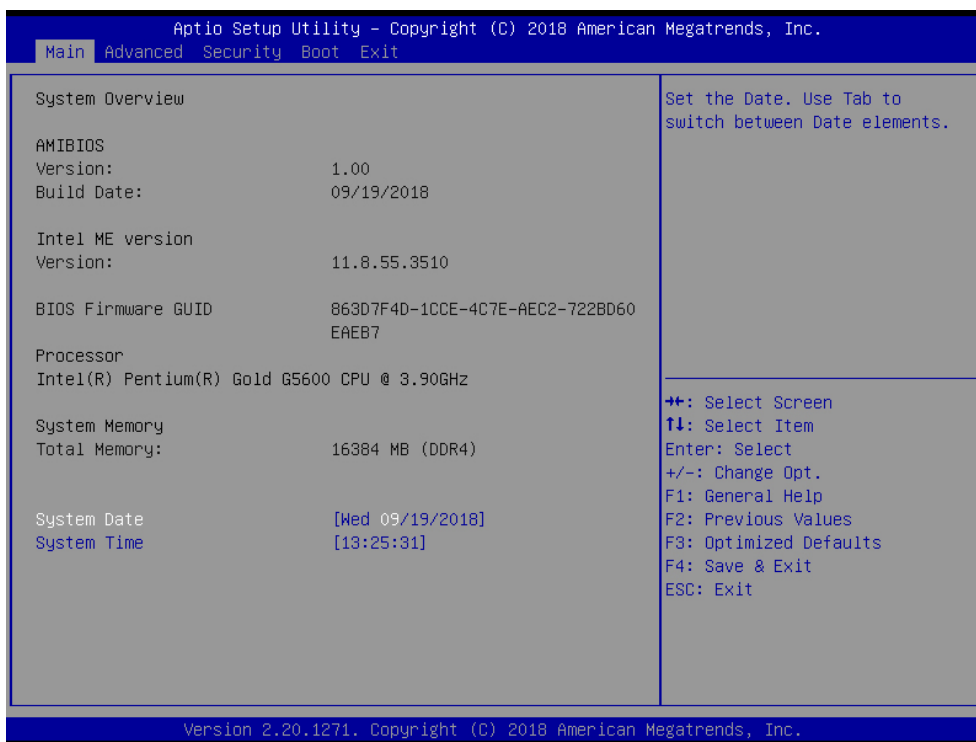 Aptio Setup Utility – Copyright (C) 2018 American Megatrends, Inc.
Main Advanced Security Boot Exit
System Overview
AMIBIOS
Version: 1.00
Build Date: 09/19/2018
Intel ME version
Version: 11.8.55.3510
BIOS Firmware GUID 863D7F4D-1CCE-4C7E-AEC2-722BD60
EAEB7
Processor
Intel(R) Pentium(R) Gold G5600 CPU @ 3.90GHz
System Memory
Total Memory: 16384 MB (DDR4)
System Date [Wed 09/19/2018]
System Time [13:25:31]
Set the Date. Use Tab to
switch between Date elements.
→←: Select Screen
↑↓: Select Item
Enter: Select
+/-: Change Opt.
F1: General Help
F2: Previous Values
F3: Optimized Defaults
F4: Save & Exit
ESC: Exit
Version 2.20.1271. Copyright (C) 2018 American Megatrends, Inc.